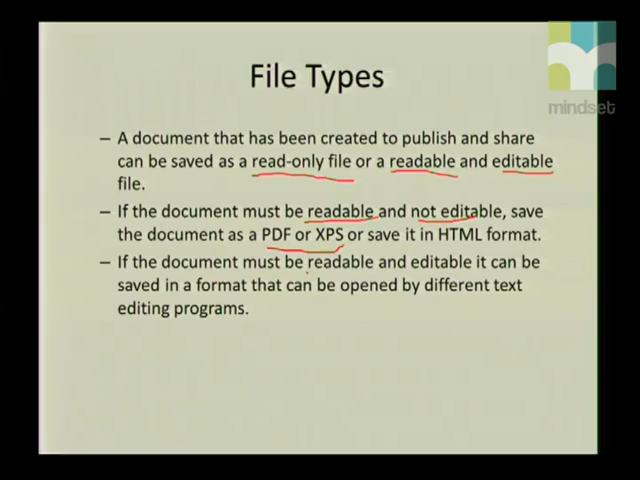 mindset
File Types
– A document that has been created to publish and share
can be saved as a read-only file or a readable and editable
file.
– If the document must be readable and not editable, save
the document as a PDF or XPS or save it in HTML format.
– If the document must be readable and editable it can be
saved in a format that can be opened by different text
editing programs.